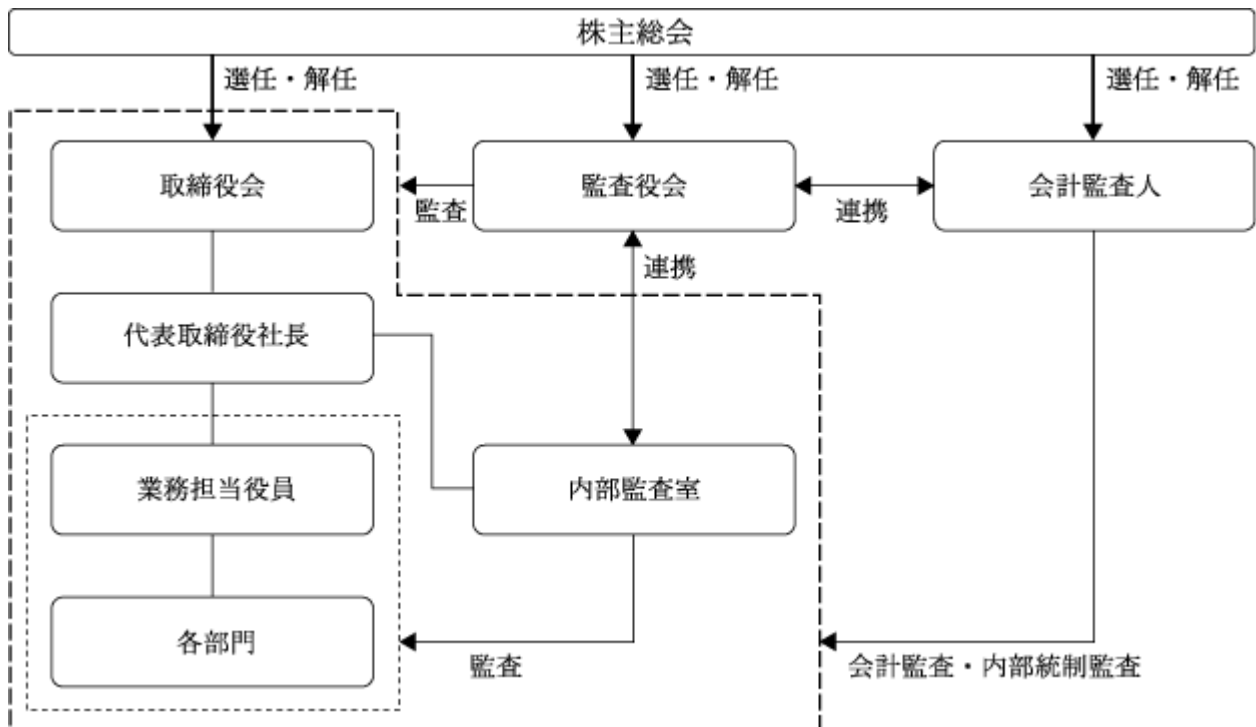 株主総会
選任・解任
選任・解任
選任・解任
取締役会
監査役会
会計監査人
監査
連携
連携
代表取締役社長
業務担当役員
内部監査室
各部門
監査
会計監査・内部統制監査